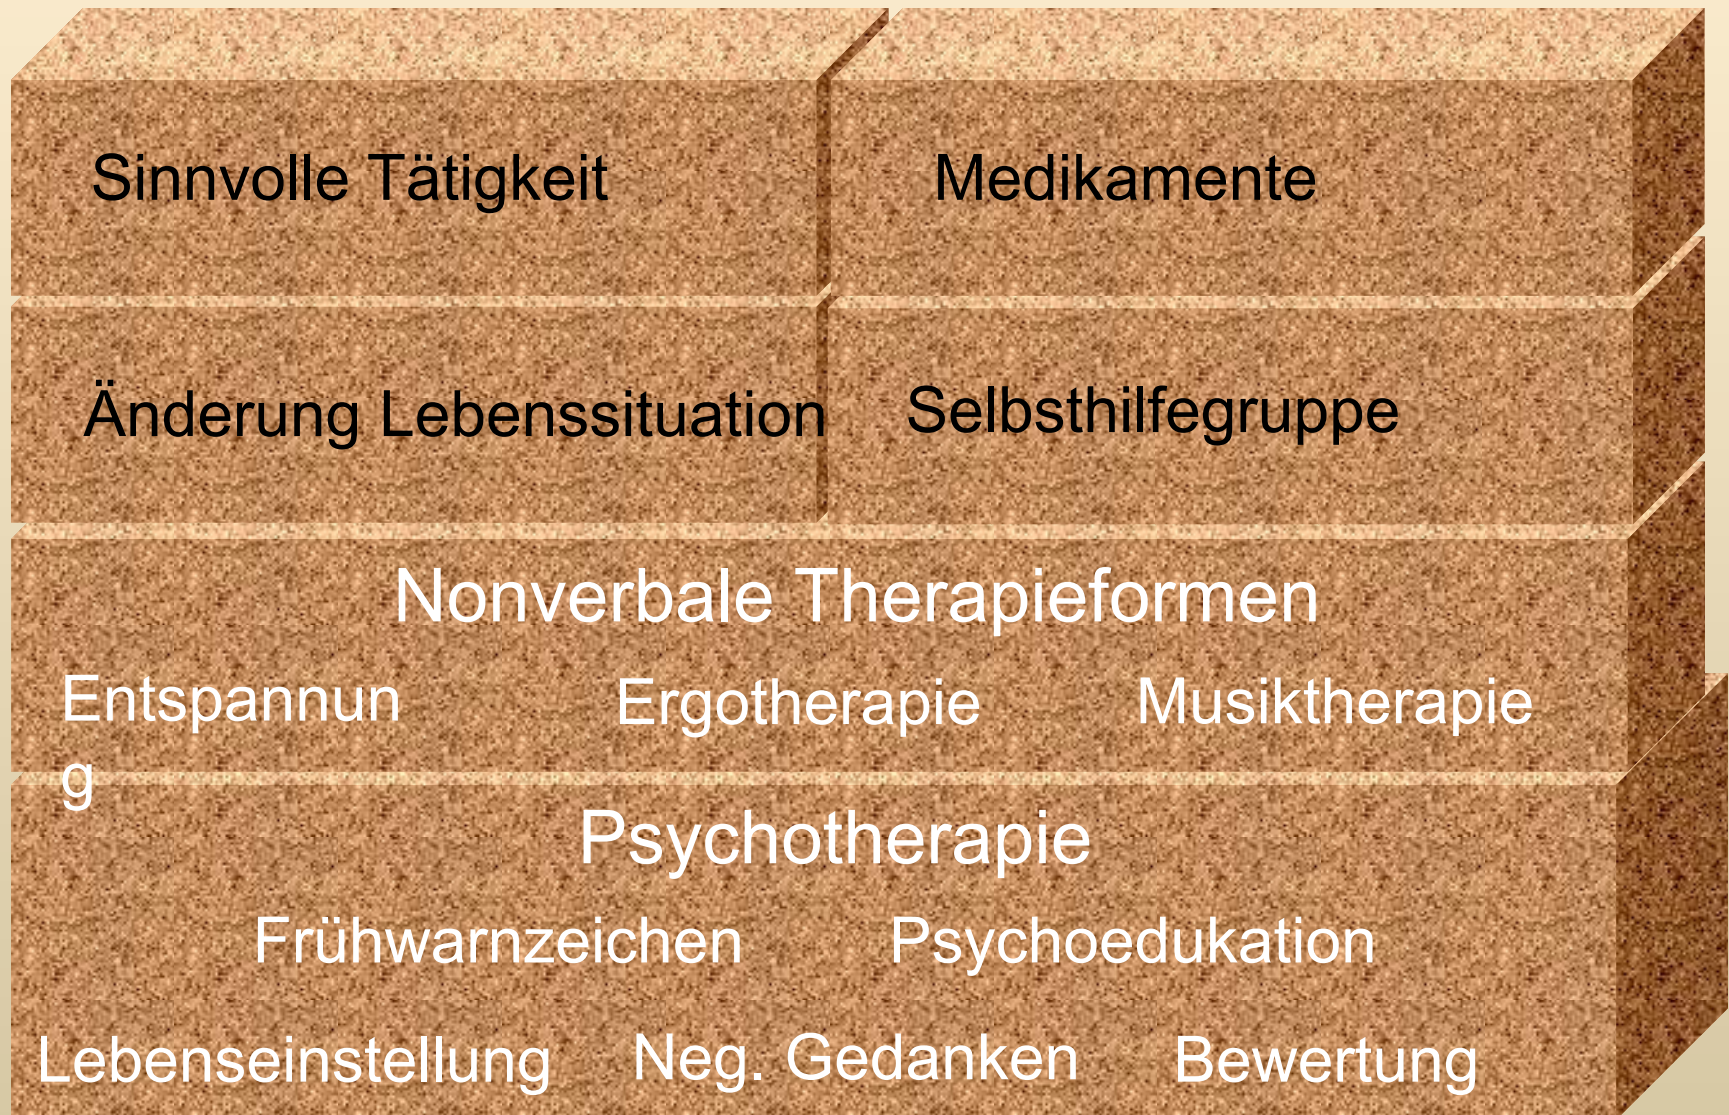 Sinnvolle Tätigkeit
Medikamente
Änderung Lebenssituation
Selbsthilfegruppe
Nonverbale Therapieformen
Entspannun
g
Ergotherapie
Musiktherapie
Psychotherapie
Frühwarnzeichen
Psychoedukation
Lebenseinstellung
Neg. Gedanken
Bewertung